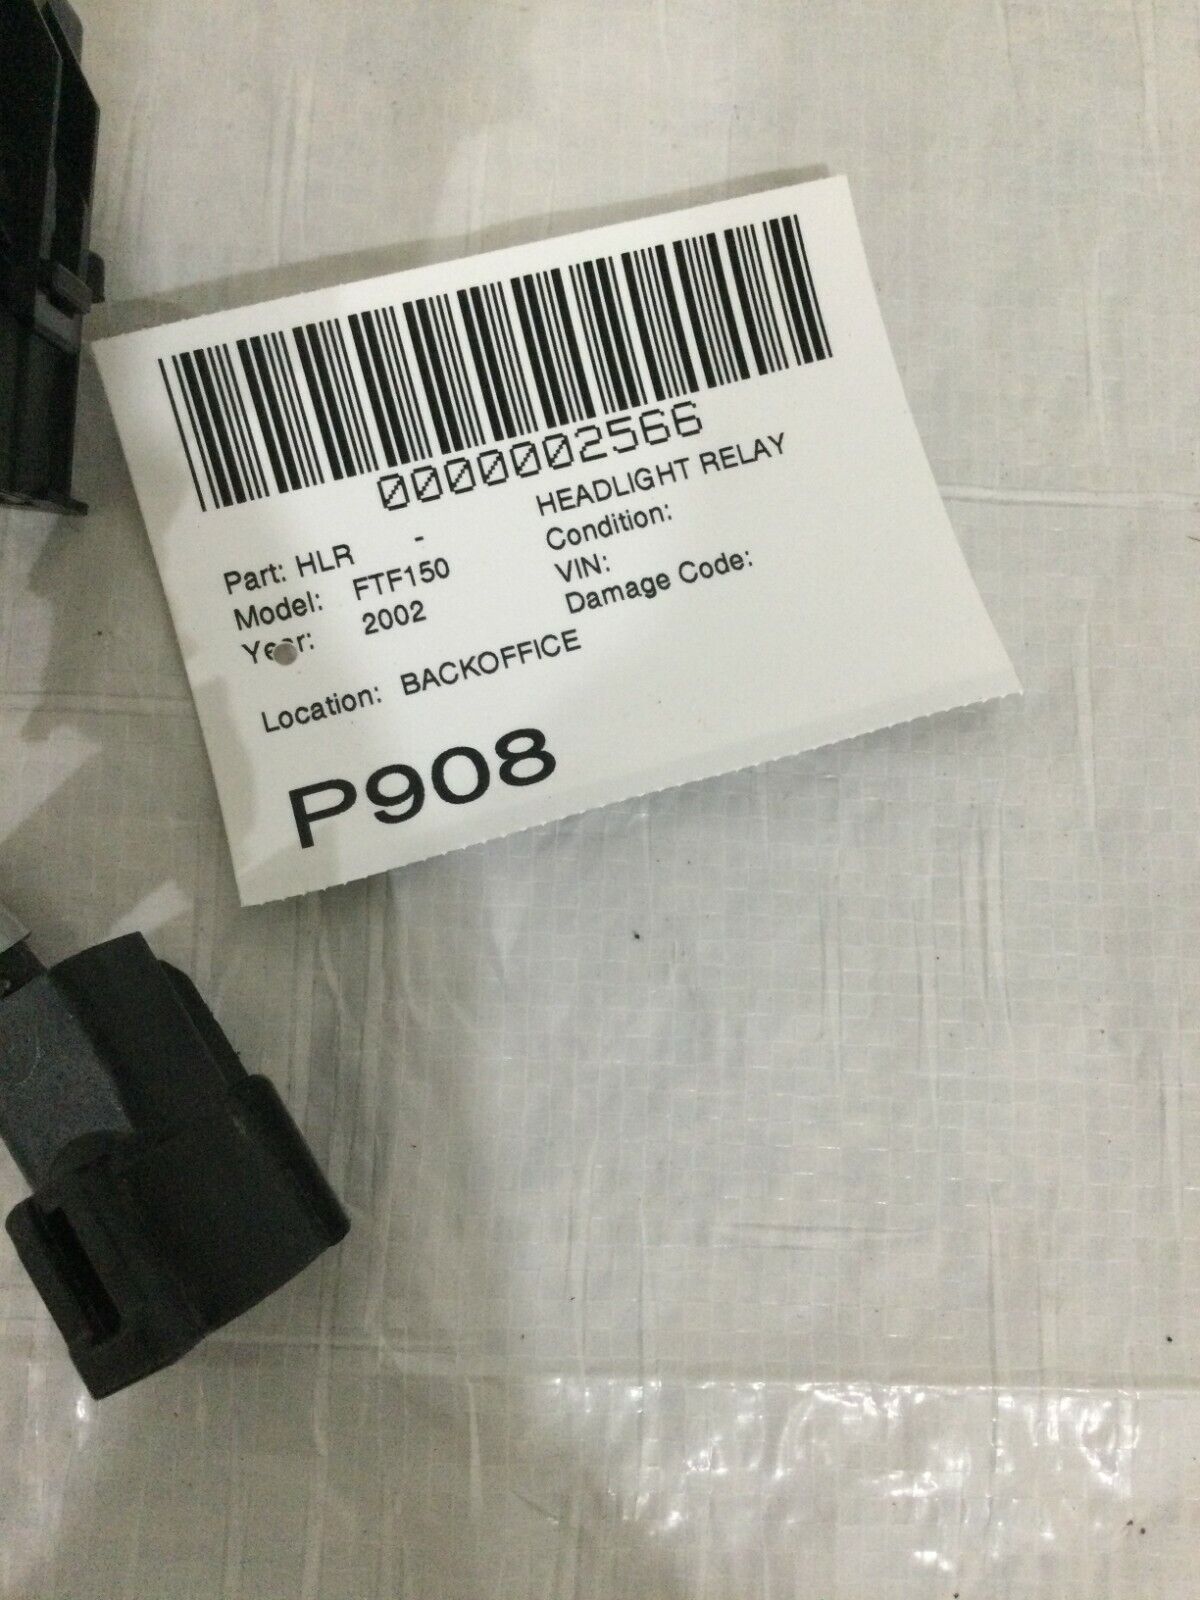 0000002566
Part: HLR - HEADLIGHT RELAY
Model: FTF150 Condition:
Year: 2002 VIN:
Damage Code:
Location: BACKOFFICE
P908